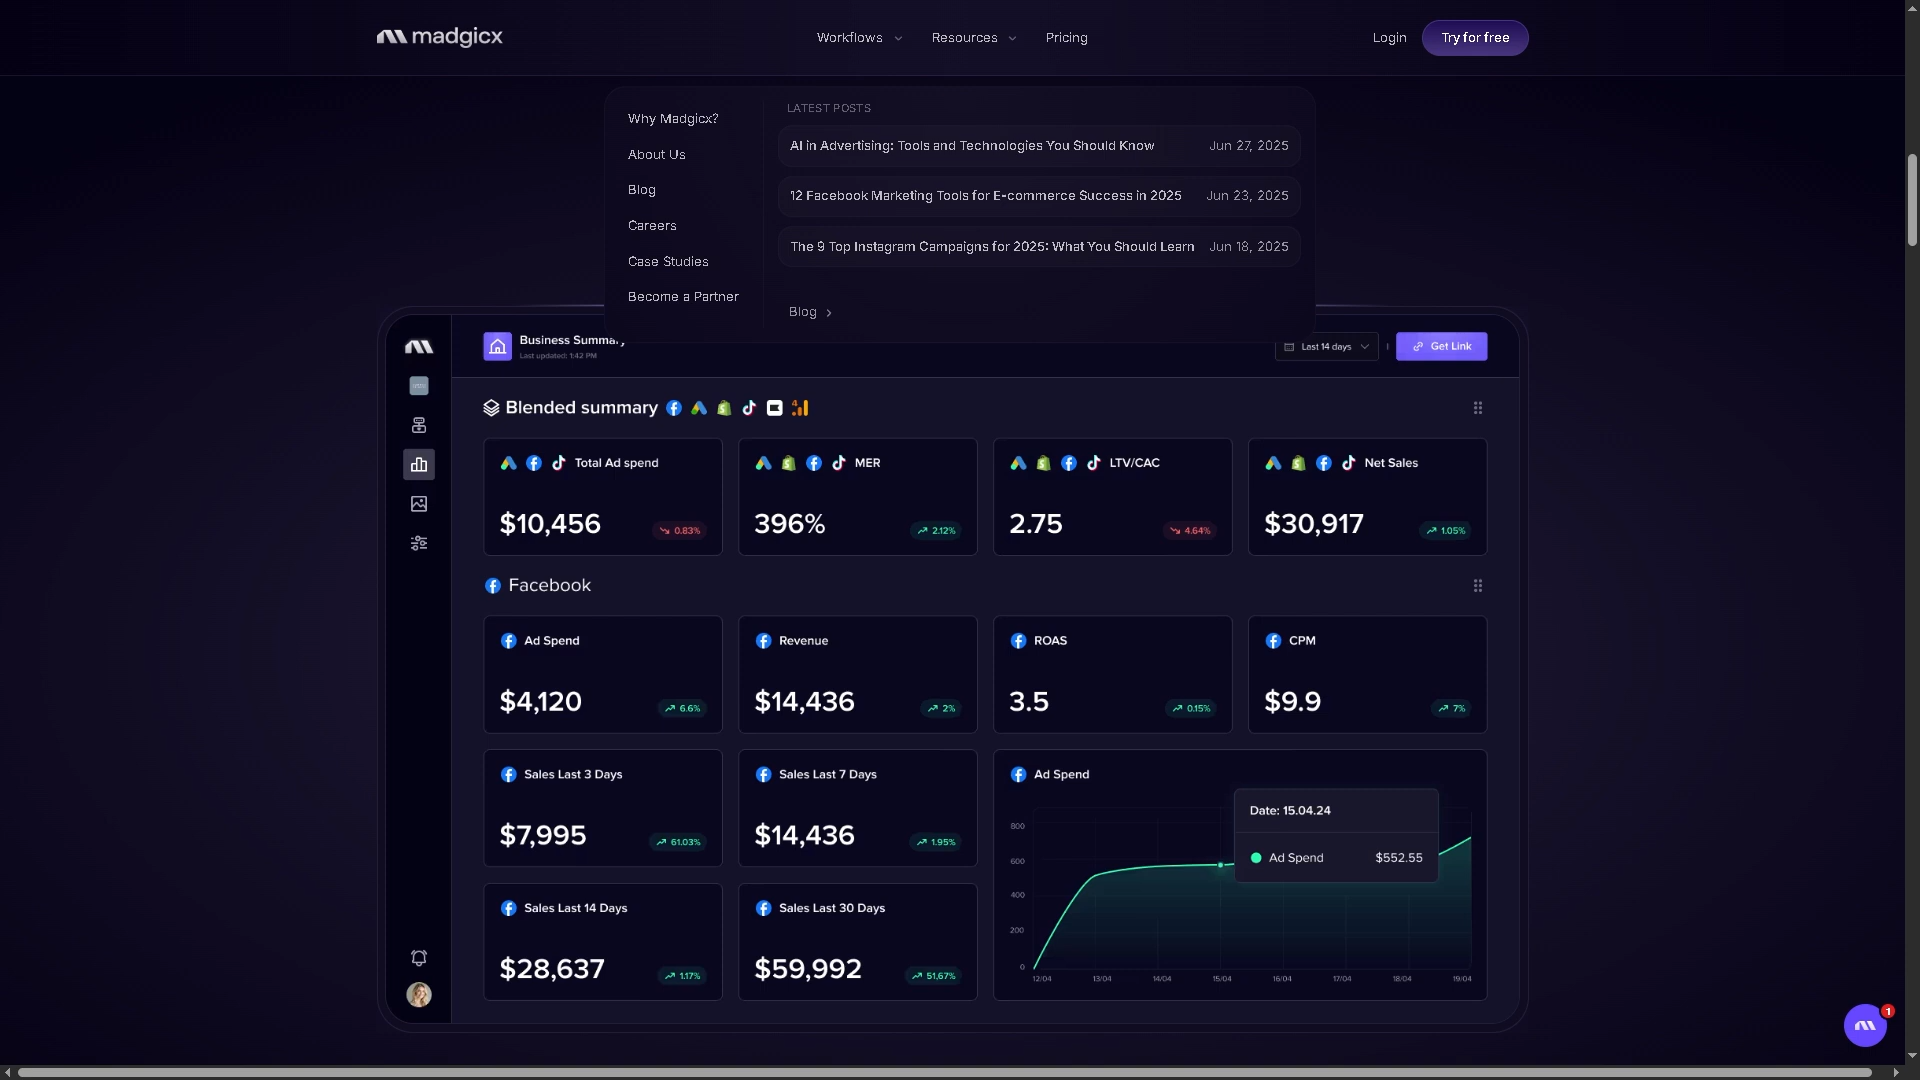 madgicx
Workflows
Resources
Pricing
Login
Try for free
Why Madgicx?
About Us
Blog
Careers
Case Studies
Become a Partner
LATEST POSTS
AI in Advertising: Tools and Technologies You Should Know
Jun 27, 2025
12 Facebook Marketing Tools for E-commerce Success in 2025
Jun 23, 2025
The 9 Top Instagram Campaigns for 2025: What You Should Learn
Jun 18, 2025
Blog
Business Summary
Last updated: 1:42 PM
Last 14 days
Get Link
Blended summary
Total Ad spend
$10,456
0.83%
MER
396%
2.12%
LTV/CAC
2.75
4.64%
Net Sales
$30,917
1.05%
Facebook
Ad Spend
$4,120
6.6%
Revenue
$14,436
2%
ROAS
3.5
0.15%
CPM
$9.9
7%
Sales Last 3 Days
$7,995
61.03%
Sales Last 7 Days
$14,436
1.95%
Sales Last 14 Days
$28,637
1.17%
Sales Last 30 Days
$59,992
51,67%
Ad Spend
Date: 15.04.24
Ad Spend
$552.55
800
600
400
200
0
12/04
13/04
14/04
15/04
16/04
17/04
18/04
19/04
1